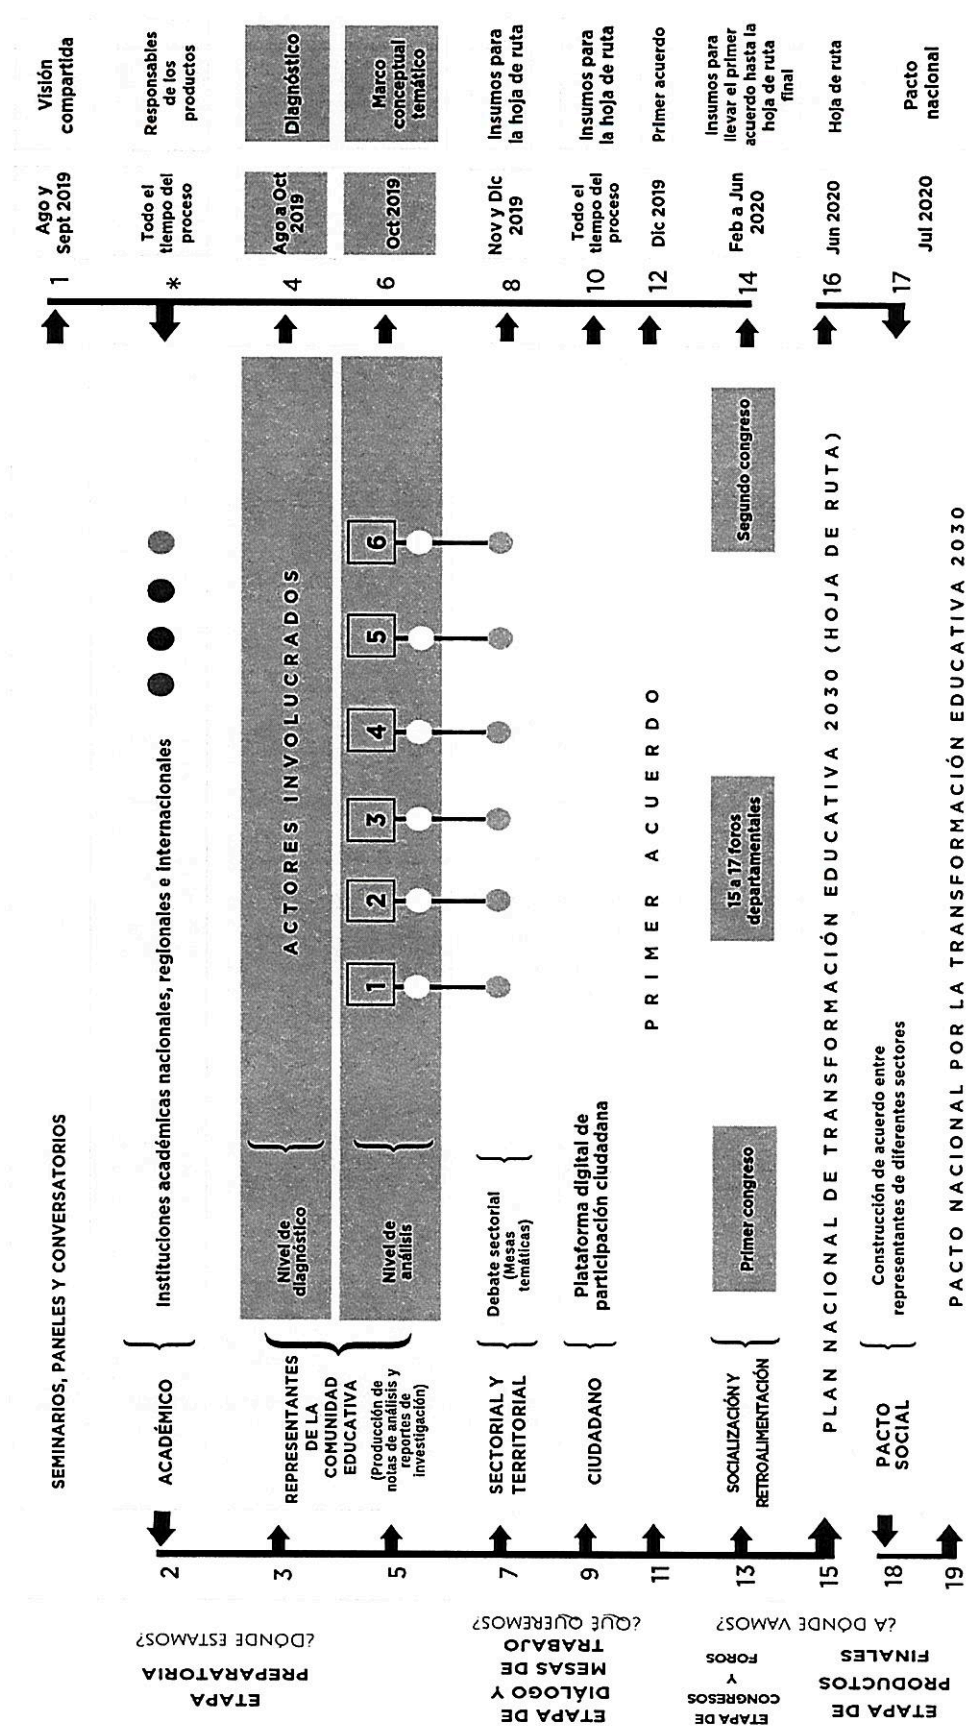 SEMINARIOS, PANELES Y CONVERSATORIOS
1
Ago y
Sept 2019
Visión
compartida
ETAPA
PREPARATORIA
¿DÓNDE ESTAMOS?
2
ACADÉMICO
Instituciones académicas nacionales, regionales e internacionales
*
Todo el
tiempo del
proceso
Responsables
de los
productos
3
REPRESENTANTES
DE LA
COMUNIDAD
EDUCATIVA
(Producción de
notas de análisis y
reportes de
investigación)
Nivel de
diagnóstico
ACTORES INVOLUCRADOS
4
Ago a Oct
2019
Diagnóstico
5
Nivel de
análisis
1
2
3
4
5
6
6
Oct 2019
Marco
conceptual
temático
ETAPA DE
DIÁLOGO Y
MESAS DE
TRABAJO
¿QUÉ QUEREMOS?
7
SECTORIAL Y
TERRITORIAL
Debate sectorial
(Mesas
temáticas)
8
Nov y Dic
2019
Insumos para
la hoja de ruta
9
CIUDADANO
Plataforma digital de
participación ciudadana
10
Todo el
tiempo del
proceso
Insumos para
la hoja de ruta
11
PRIMER ACUERDO
12
Dic 2019
Primer acuerdo
ETAPA DE
CONGRESOS
Y
FOROS
¿A DÓNDE VAMOS?
13
SOCIALIZACIÓN Y
RETROALIMENTACIÓN
Primer congreso
15 a 17 foros
departamentales
Segundo congreso
14
Feb a Jun
2020
Insumos para
llevar el primer
acuerdo hasta la
hoja de ruta
final
ETAPA DE
PRODUCTOS
FINALES
15
PLAN NACIONAL DE TRANSFORMACIÓN EDUCATIVA 2030 (HOJA DE RUTA)
16
Jun 2020
Hoja de ruta
18
PACTO
SOCIAL
Construcción de acuerdo entre
representantes de diferentes sectores
17
Jul 2020
Pacto
nacional
19
PACTO NACIONAL POR LA TRANSFORMACIÓN EDUCATIVA 2030